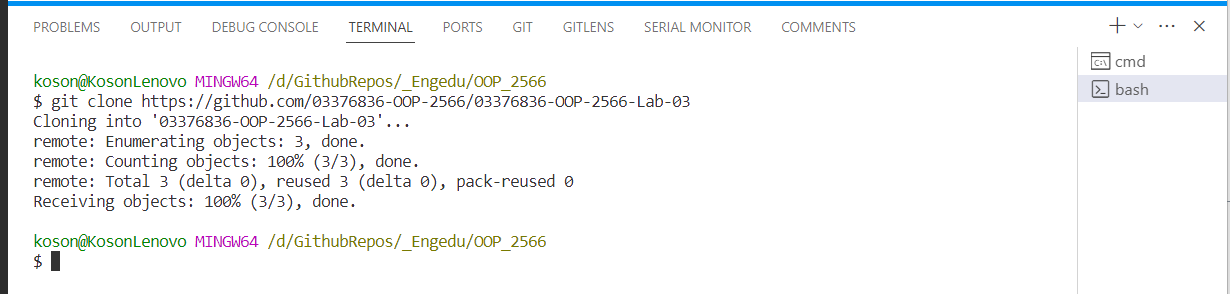 PROBLEMS OUTPUT DEBUG CONSOLE TERMINAL PORTS GIT GITLENS SERIAL MONITOR COMMENTS
cmd
bash
koson@KosonLenovo MINGW64 /d/GithubRepos/_Engedu/OOP_2566
$ git clone https://github.com/03376836-OOP-2566/03376836-OOP-2566-Lab-03
Cloning into '03376836-OOP-2566-Lab-03'...
remote: Enumerating objects: 3, done.
remote: Counting objects: 100% (3/3), done.
remote: Total 3 (delta 0), reused 3 (delta 0), pack-reused 0
Receiving objects: 100% (3/3), done.
koson@KosonLenovo MINGW64 /d/GithubRepos/_Engedu/OOP_2566
$